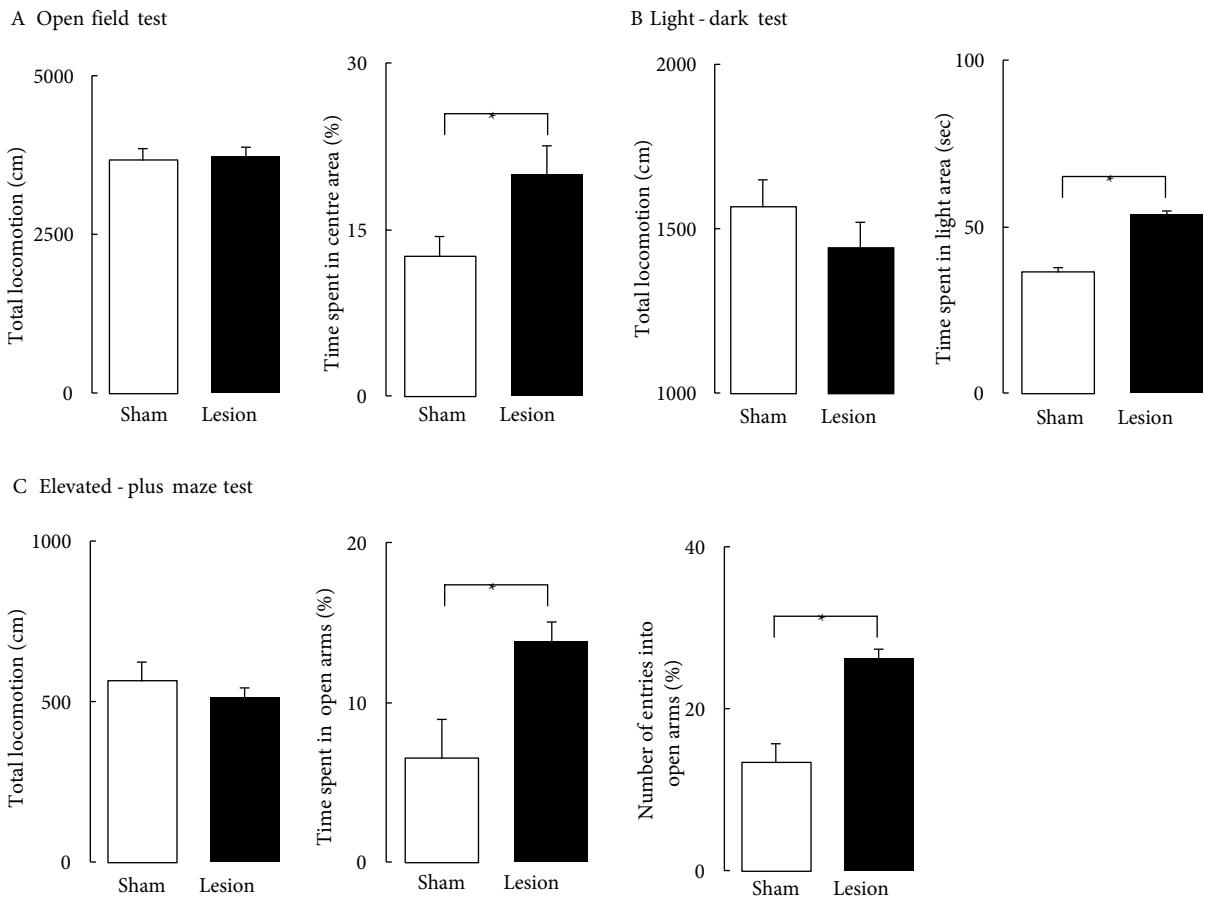 A Open field test
5000
2500
0
Total locomotion (cm)
Sham Lesion
30
15
0
Time spent in centre area (%)
*
Sham Lesion
B Light - dark test
2000
1500
1000
Total locomotion (cm)
Sham Lesion
100
50
0
Time spent in light area (sec)
*
Sham Lesion
C Elevated - plus maze test
1000
500
0
Total locomotion (cm)
Sham Lesion
20
10
0
Time spent in open arms (%)
*
Sham Lesion
40
20
0
Number of entries into
open arms (%)
*
Sham Lesion